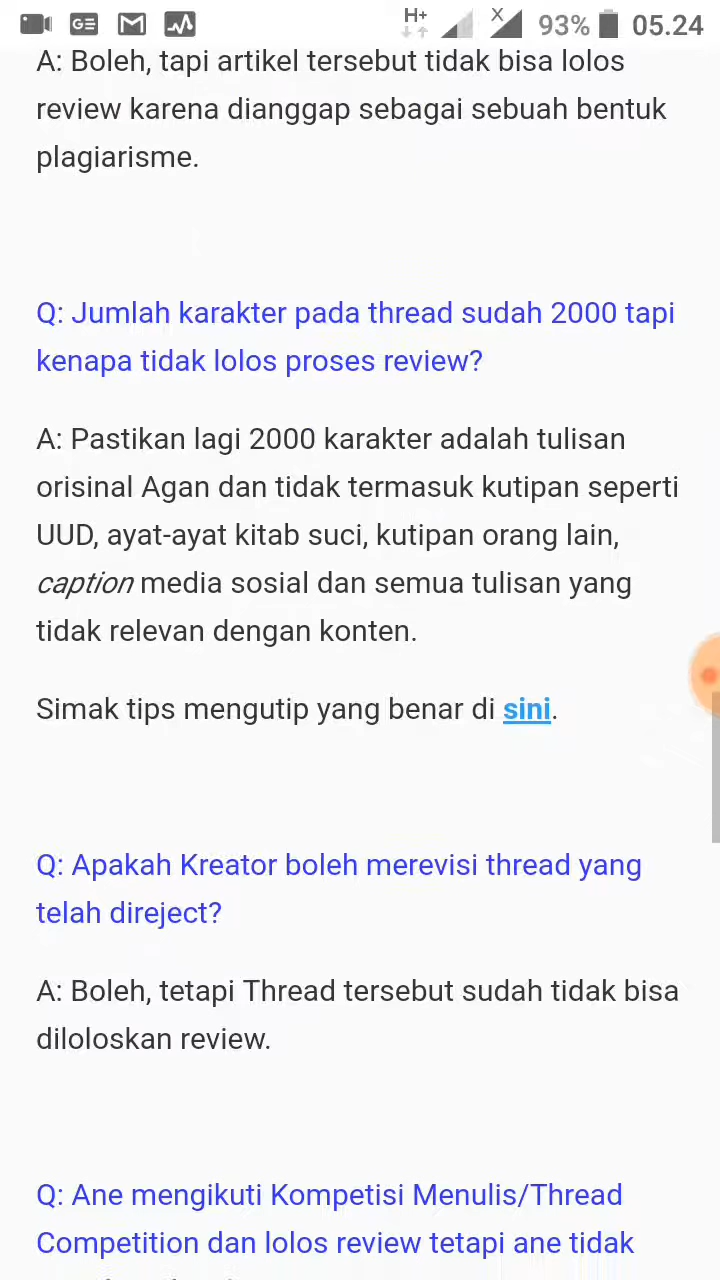 H+ X 93% 05.24
A: Boleh, tapi artikel tersebut tidak bisa lolos
review karena dianggap sebagai sebuah bentuk
plagiarisme.
Q: Jumlah karakter pada thread sudah 2000 tapi
kenapa tidak lolos proses review?
A: Pastikan lagi 2000 karakter adalah tulisan
orisinal Agan dan tidak termasuk kutipan seperti
UUD, ayat-ayat kitab suci, kutipan orang lain,
caption media sosial dan semua tulisan yang
tidak relevan dengan konten.
Simak tips mengutip yang benar di sini.
Q: Apakah Kreator boleh merevisi thread yang
telah direject?
A: Boleh, tetapi Thread tersebut sudah tidak bisa
diloloskan review.
Q: Ane mengikuti Kompetisi Menulis/Thread
Competition dan lolos review tetapi ane tidak